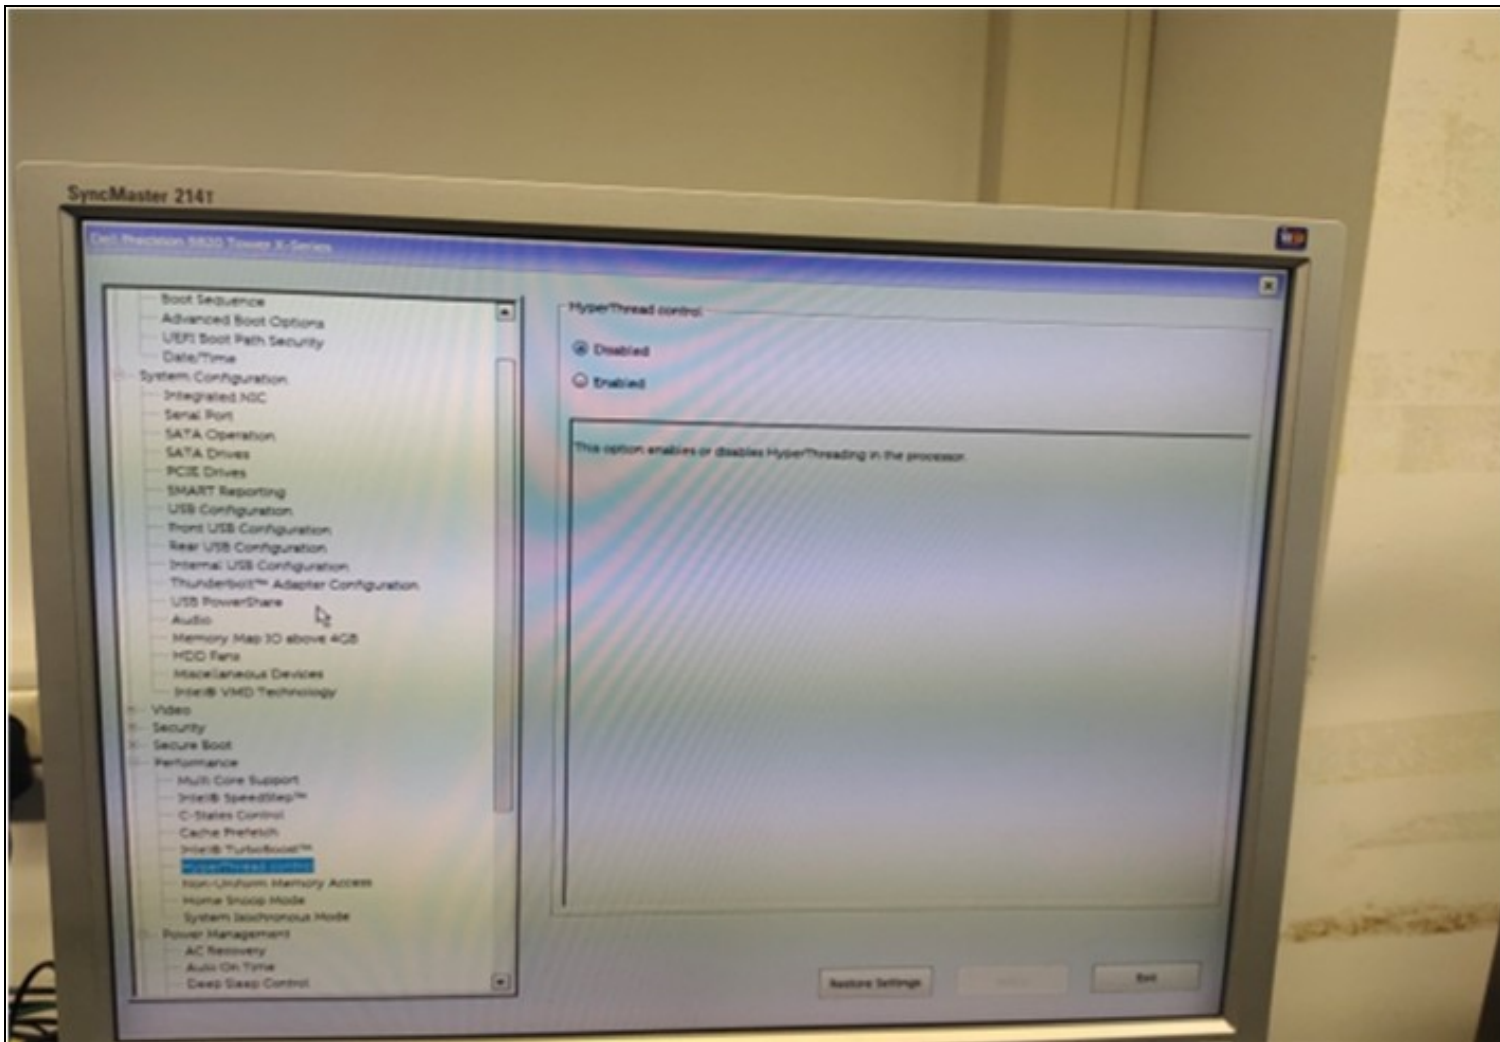 SyncMaster 214T
Dell Precision 5820 Tower X-Series
Boot Sequence
Advanced Boot Options
UEFI Boot Path Security
Date/Time
System Configuration
Integrated NIC
Serial Port
SATA Operation
SATA Drives
PCIE Drives
SMART Reporting
USB Configuration
Front USB Configuration
Rear USB Configuration
Internal USB Configuration
Thunderbolt™ Adapter Configuration
USB PowerShare
Audio
Memory Map IO above 4GB
HDD Fans
Miscellaneous Devices
Intel® VMD Technology
Video
Security
Secure Boot
Performance
Multi Core Support
Intel® SpeedStep™
C-States Control
Cache Prefetch
Intel® TurboBoost™
HyperThread control
Non-Uniform Memory Access
Home Snoop Mode
System Isochronous Mode
Power Management
AC Recovery
Auto On Time
Deep Sleep Control
HyperThread control
Disabled
Enabled
This option enables or disables HyperThreading in the processor.
Restore Settings
Exit